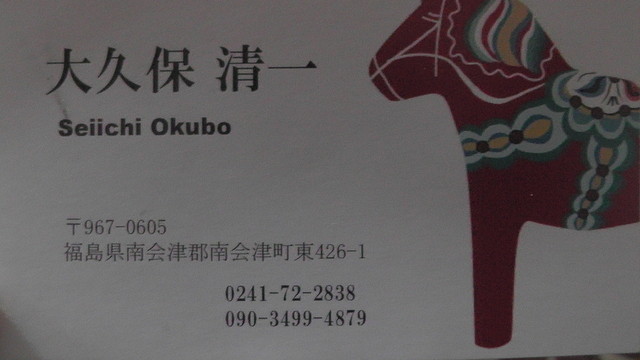 大久保 清一
Seiichi Okubo
〒967-0605
福島県南会津郡南会津町東426-1
0241-72-2838
090-3499-4879